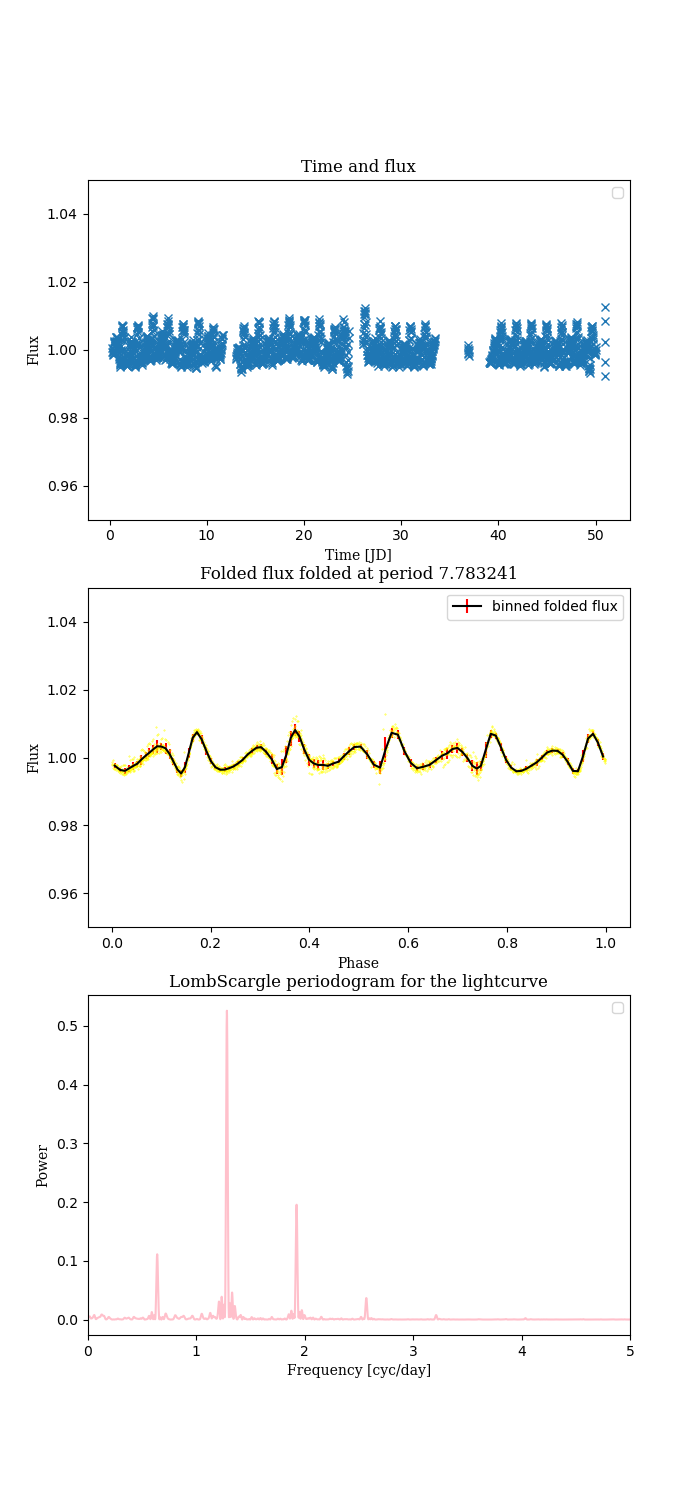 Time and flux
1.04
1.02
1.00
0.98
0.96
Flux
0 10 20 30 40 50
Time [JD]
Folded flux folded at period 7.783241
binned folded flux
1.04
1.02
1.00
0.98
0.96
Flux
0.0 0.2 0.4 0.6 0.8 1.0
Phase
LombScargle periodogram for the lightcurve
0.5
0.4
0.3
0.2
0.1
0.0
Power
0 1 2 3 4 5
Frequency [cyc/day]